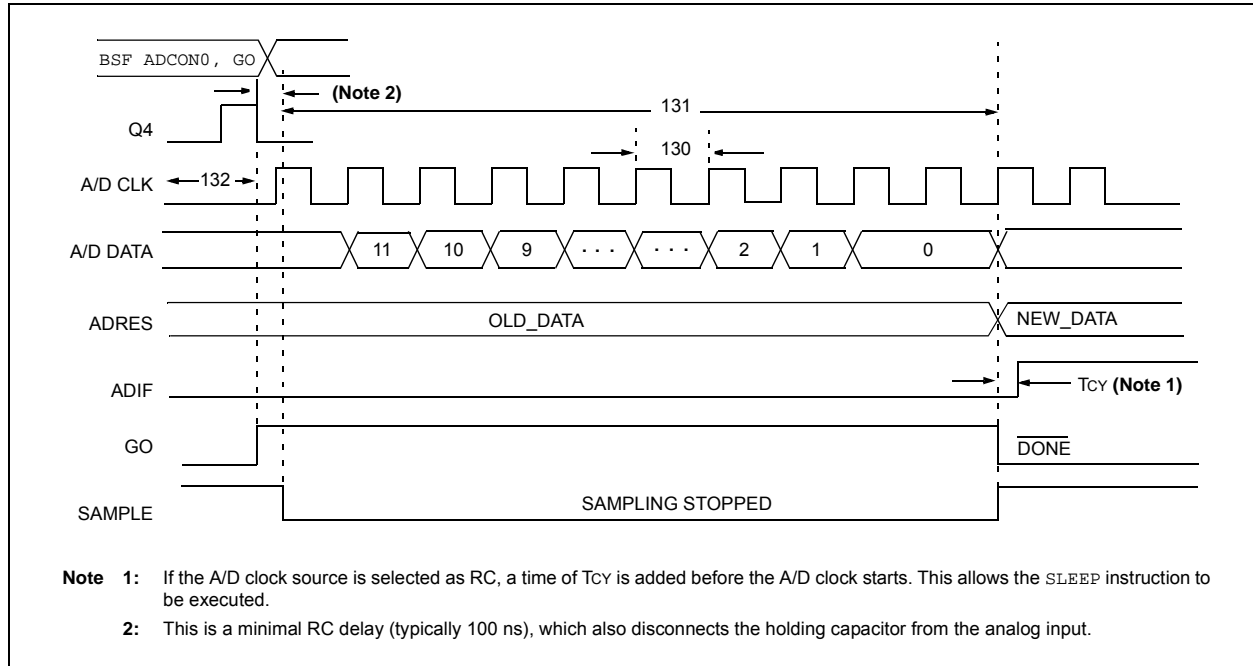 BSF ADCON0, GO
(Note 2)
131
Q4
130
A/D CLK
132
A/D DATA
11 10 9 · · · · · · 2 1 0
ADRES
OLD_DATA
NEW_DATA
ADIF
TCY (Note 1)
GO
DONE
SAMPLE
SAMPLING STOPPED
Note 1: If the A/D clock source is selected as RC, a time of TCY is added before the A/D clock starts. This allows the SLEEP instruction to
be executed.
2: This is a minimal RC delay (typically 100 ns), which also disconnects the holding capacitor from the analog input.